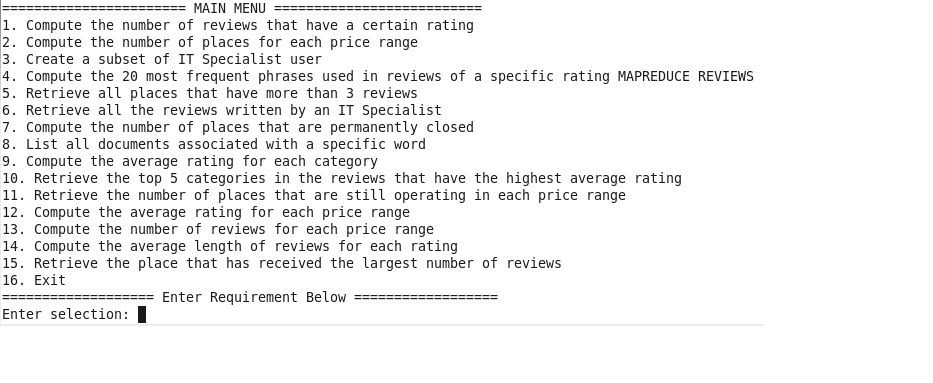 ======================= MAIN MENU ==========================
1. Compute the number of reviews that have a certain rating
2. Compute the number of places for each price range
3. Create a subset of IT Specialist user
4. Compute the 20 most frequent phrases used in reviews of a specific rating MAPREDUCE REVIEWS
5. Retrieve all places that have more than 3 reviews
6. Retrieve all the reviews written by an IT Specialist
7. Compute the number of places that are permanently closed
8. List all documents associated with a specific word
9. Compute the average rating for each category
10. Retrieve the top 5 categories in the reviews that have the highest average rating
11. Retrieve the number of places that are still operating in each price range
12. Compute the average rating for each price range
13. Compute the number of reviews for each price range
14. Compute the average length of reviews for each rating
15. Retrieve the place that has received the largest number of reviews
16. Exit
=================== Enter Requirement Below ==================
Enter selection: